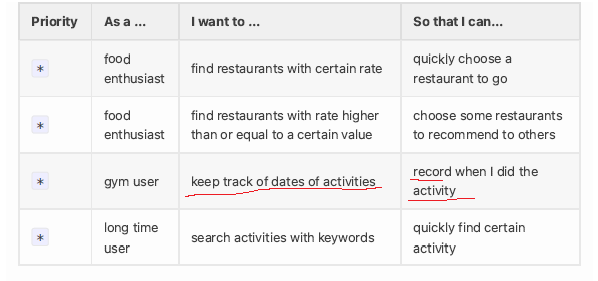 Priority As a ... I want to ... So that I can...
* food enthusiast find restaurants with certain rate quickly choose a restaurant to go
* food enthusiast find restaurants with rate higher than or equal to a certain value choose some restaurants to recommend to others
* gym user keep track of dates of activities record when I did the activity
* long time user search activities with keywords quickly find certain activity